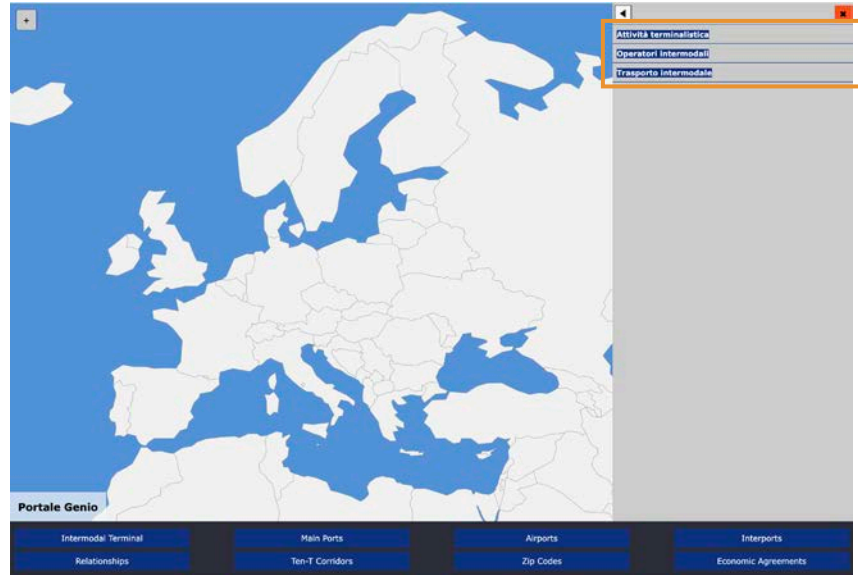 +
Attività terminalistica
Operatori intermodali
Trasporto intermodale
Portale Genio
Intermodal Terminal
Main Ports
Airports
Interports
Relationships
Ten-T Corridors
Zip Codes
Economic Agreements